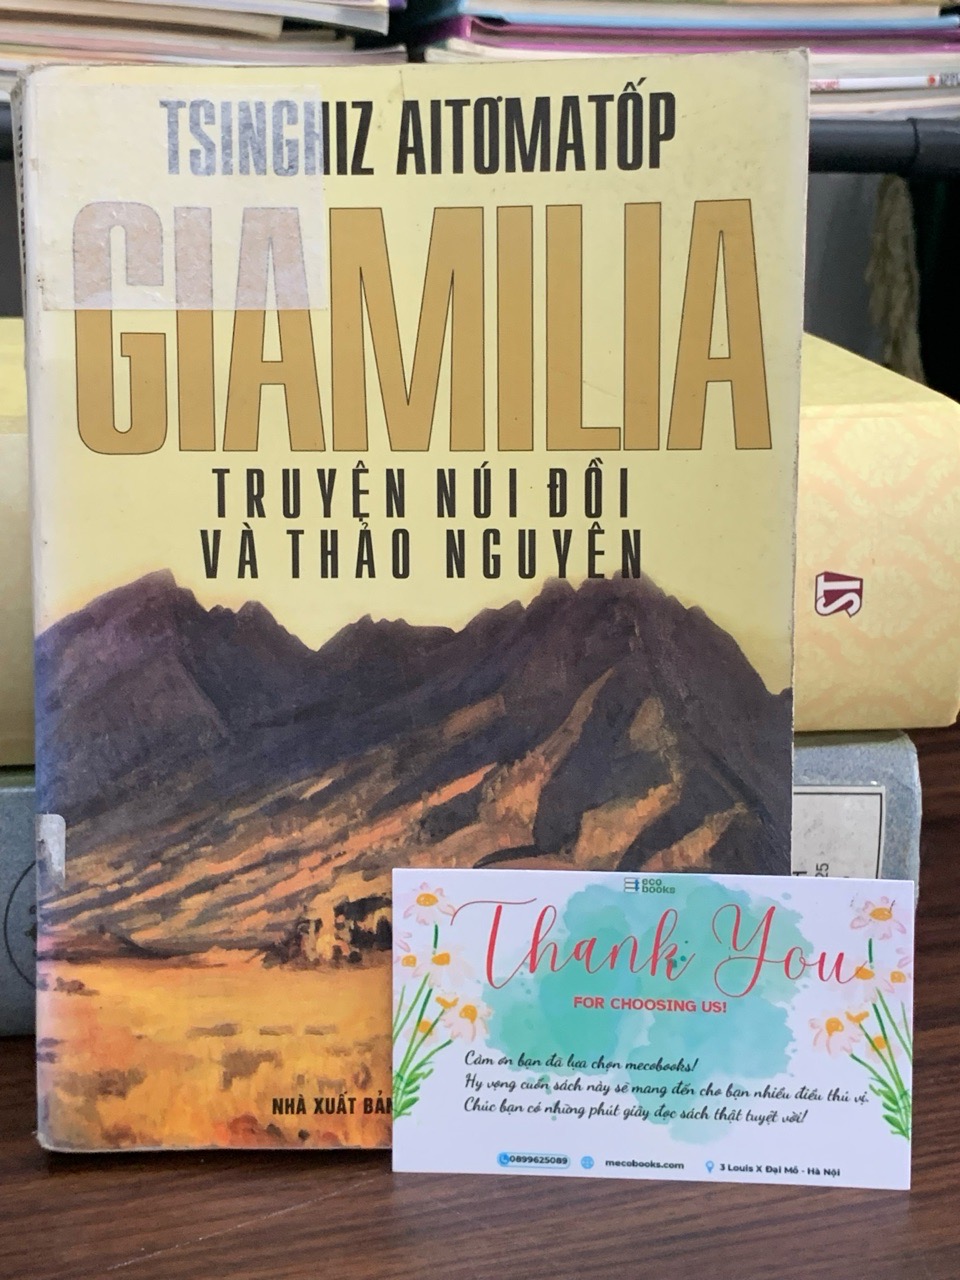 TSINGHIZ AITƠMATỐP
GIAMILIA
TRUYỆN NÚI ĐỒI
VÀ THẢO NGUYÊN
NHÀ XUẤT BẢN
ST
25
eco
books
Thank You
FOR CHOOSING US!
Cảm ơn bạn đã lựa chọn mecobooks!
Hy vọng cuốn sách này sẽ mang đến cho bạn nhiều điều thú vị.
Chúc bạn có những phút giây đọc sách thật tuyệt vời!
0899625089 mecobooks.com 3 Louis X Đại Mỗ - Hà Nội